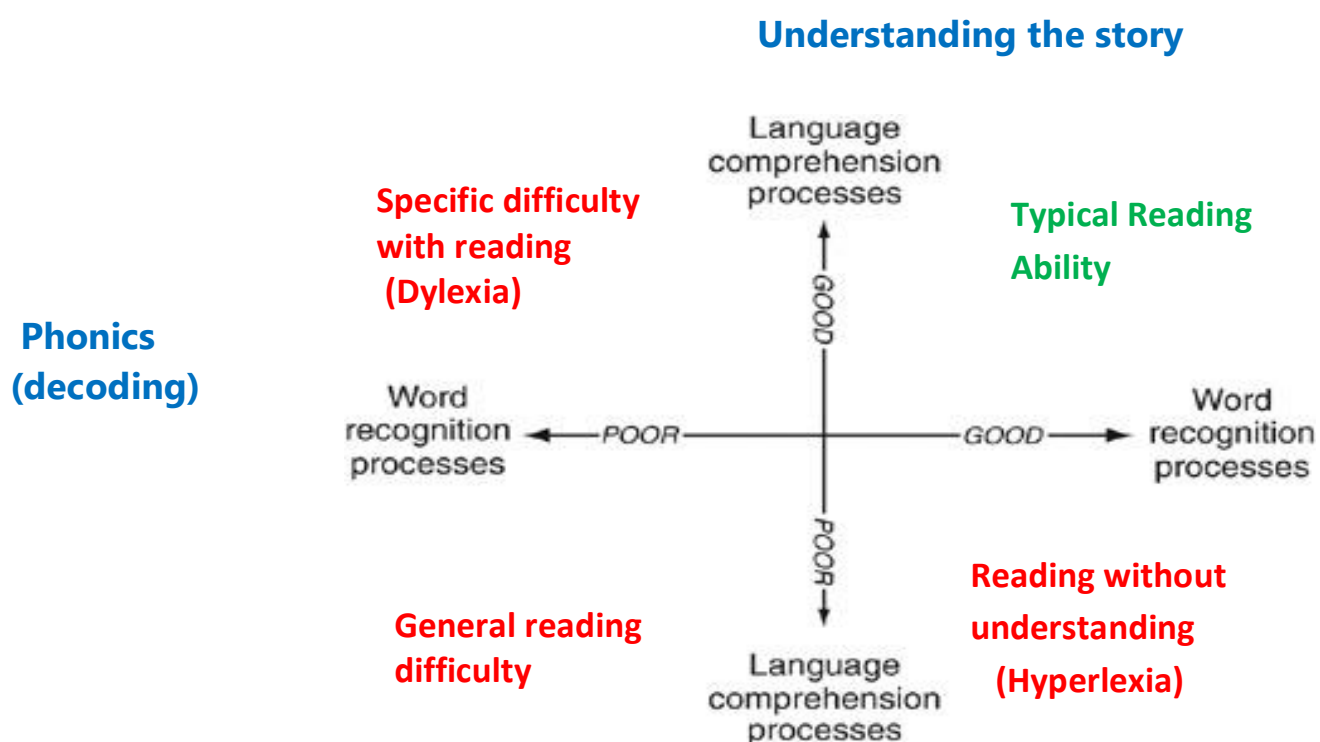 Understanding the story
Language
comprehension
processes
Specific difficulty
with reading
(Dylexia)
Typical Reading
Ability
GOOD
Phonics
(decoding)
Word
recognition
processes
POOR
GOOD
Word
recognition
processes
POOR
General reading
difficulty
Reading without
understanding
(Hyperlexia)
Language
comprehension
processes